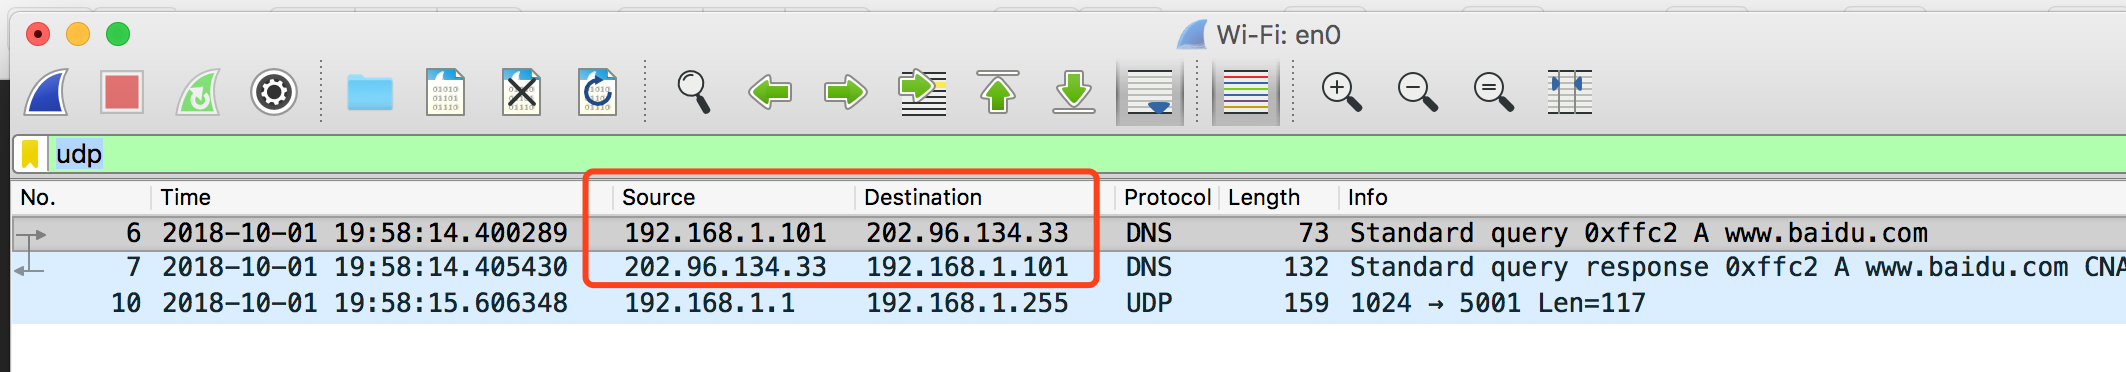 Wi-Fi: en0
udp
No. Time Source Destination Protocol Length Info
6 2018-10-01 19:58:14.400289 192.168.1.101 202.96.134.33 DNS 73 Standard query 0xffc2 A www.baidu.com
7 2018-10-01 19:58:14.405430 202.96.134.33 192.168.1.101 DNS 132 Standard query response 0xffc2 A www.baidu.com CNA
10 2018-10-01 19:58:15.606348 192.168.1.1 192.168.1.255 UDP 159 1024 → 5001 Len=117